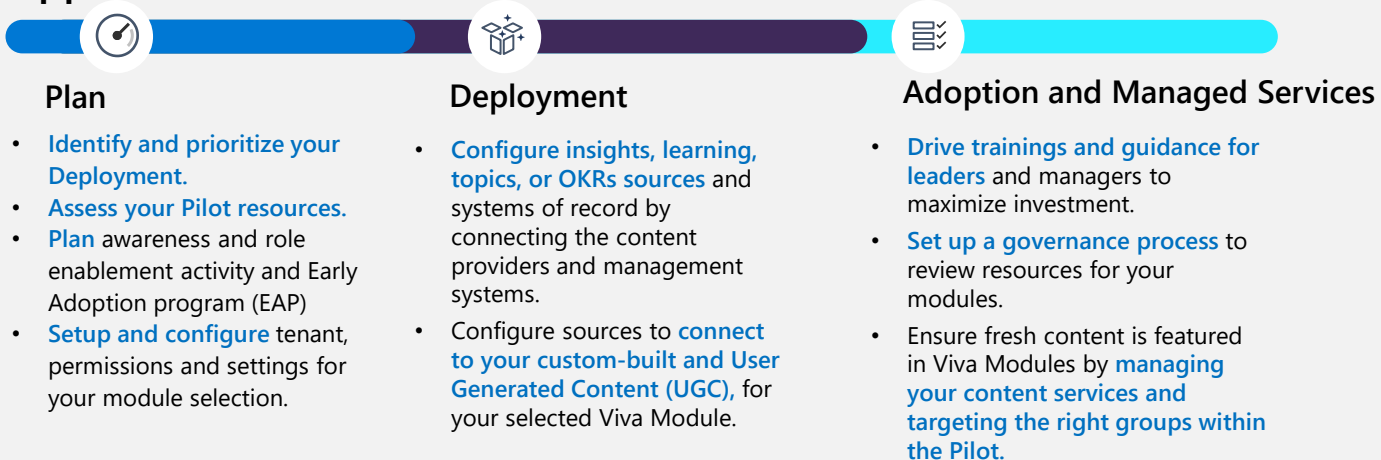 Plan
• Identify and prioritize your
Deployment.
• Assess your Pilot resources.
• Plan awareness and role
enablement activity and Early
Adoption program (EAP)
• Setup and configure tenant,
permissions and settings for
your module selection.
Deployment
• Configure insights, learning,
topics, or OKRs sources and
systems of record by
connecting the content
providers and management
systems.
• Configure sources to connect
to your custom-built and User
Generated Content (UGC), for
your selected Viva Module.
Adoption and Managed Services
• Drive trainings and guidance for
leaders and managers to
maximize investment.
• Set up a governance process to
review resources for your
modules.
• Ensure fresh content is featured
in Viva Modules by managing
your content services and
targeting the right groups within
the Pilot.